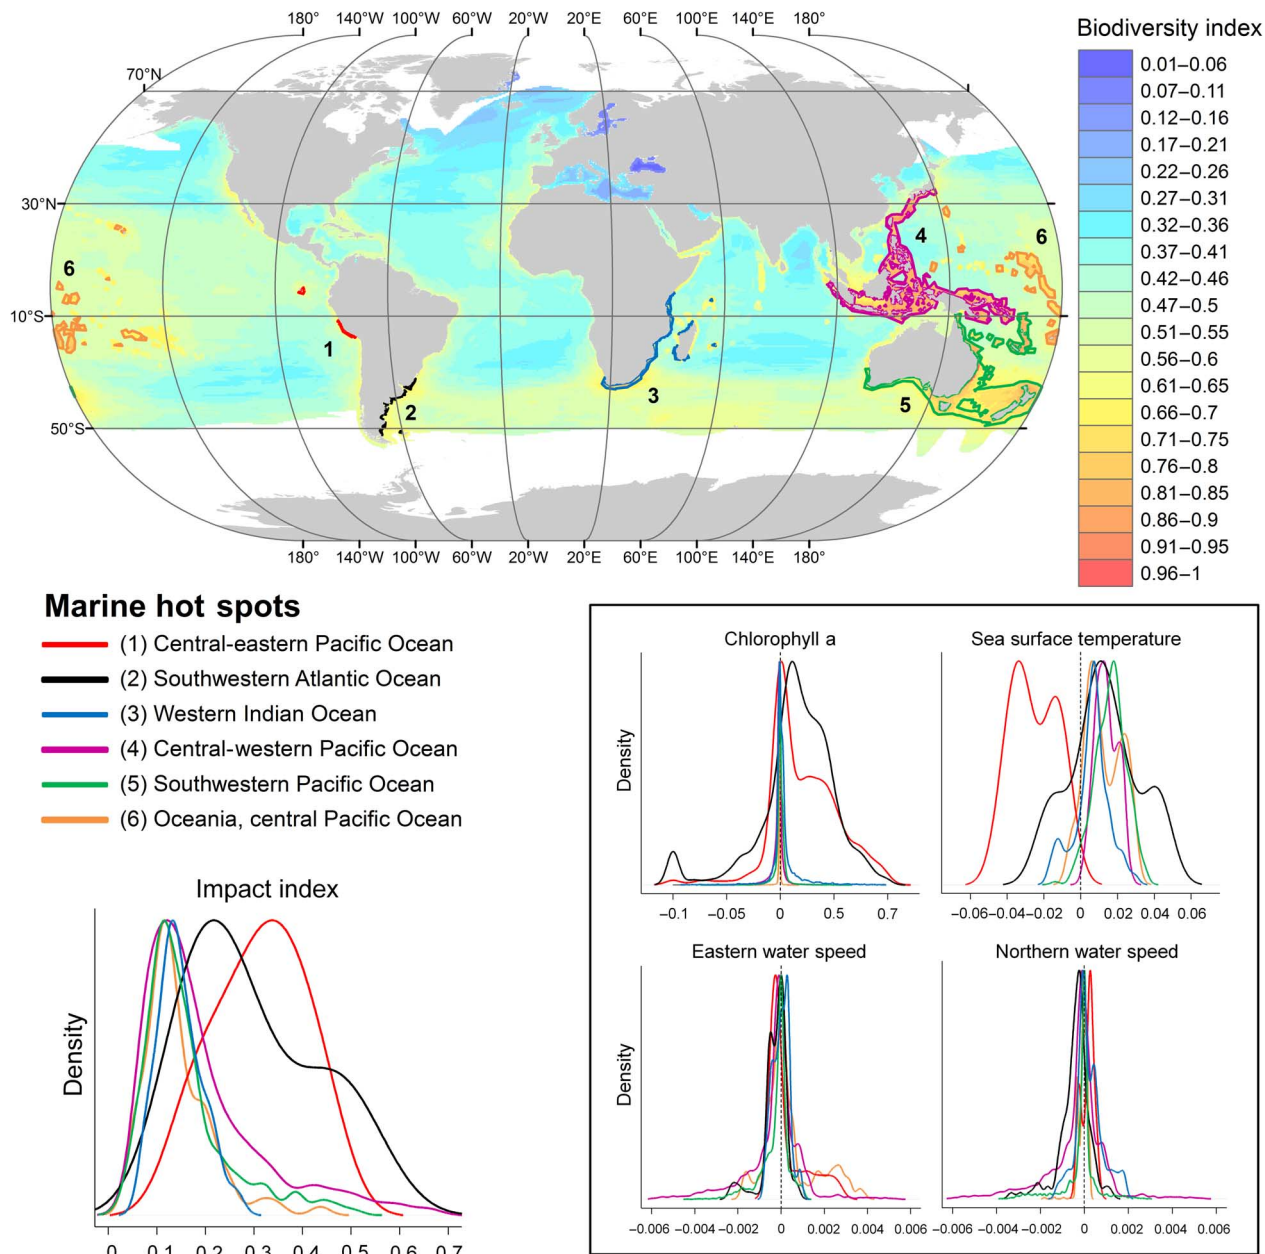 180° 140°W 100°W 60°W 20°W 20°E 60°E 100°E 140°E 180°
Biodiversity index
70°N
30°N
10°S
50°S
6
1
2
3
4
5
6
180° 140°W 100°W 60°W 20°W 20°E 60°E 100°E 140°E 180°
0.01–0.06
0.07–0.11
0.12–0.16
0.17–0.21
0.22–0.26
0.27–0.31
0.32–0.36
0.37–0.41
0.42–0.46
0.47–0.5
0.51–0.55
0.56–0.6
0.61–0.65
0.66–0.7
0.71–0.75
0.76–0.8
0.81–0.85
0.86–0.9
0.91–0.95
0.96–1
Marine hot spots
(1) Central-eastern Pacific Ocean
(2) Southwestern Atlantic Ocean
(3) Western Indian Ocean
(4) Central-western Pacific Ocean
(5) Southwestern Pacific Ocean
(6) Oceania, central Pacific Ocean
Impact index
Density
0 0.1 0.2 0.3 0.4 0.5 0.6 0.7
Chlorophyll a
Density
−0.1 −0.05 0 0.5 0.7
Sea surface temperature
−0.06 −0.04 −0.02 0 0.02 0.04 0.06
Eastern water speed
Density
−0.006 −0.004 −0.002 0 0.002 0.004 0.006
Northern water speed
−0.006 −0.004 −0.002 0 0.002 0.004 0.006